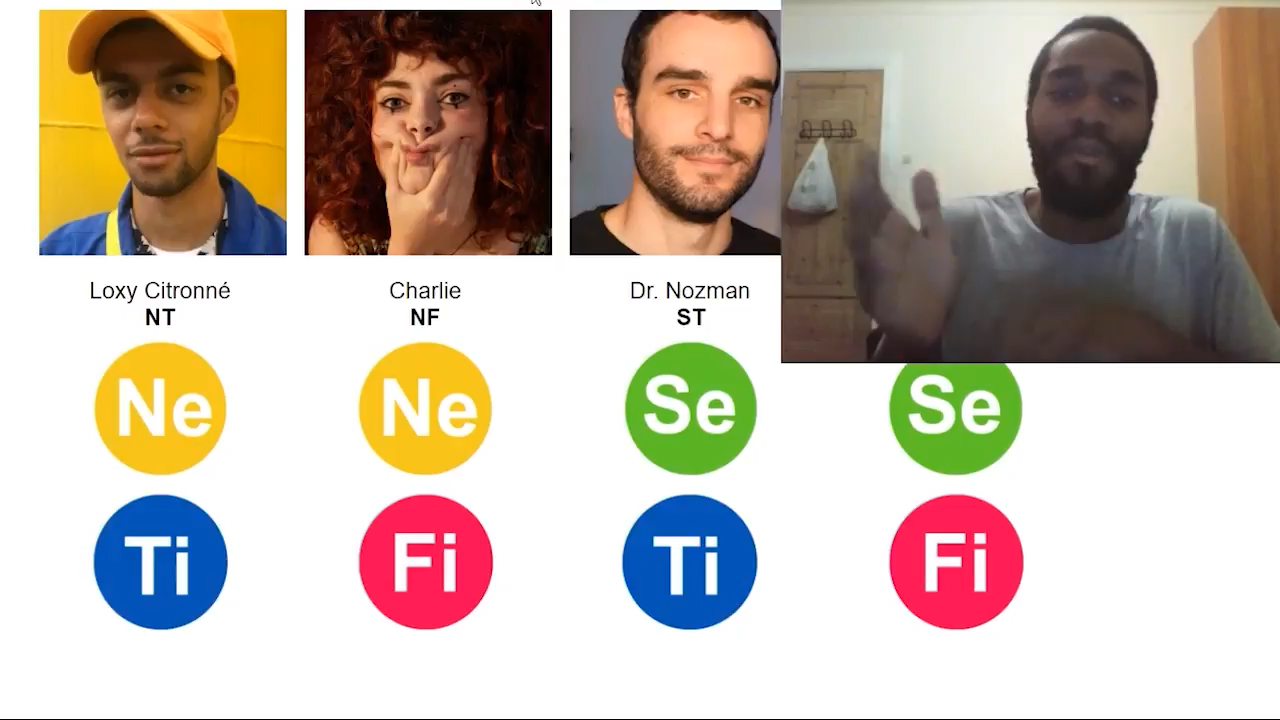 Loxy Citronné
NT
Charlie
NF
Dr. Nozman
ST
Ne
Ne
Se
Se
Ti
Fi
Ti
Fi